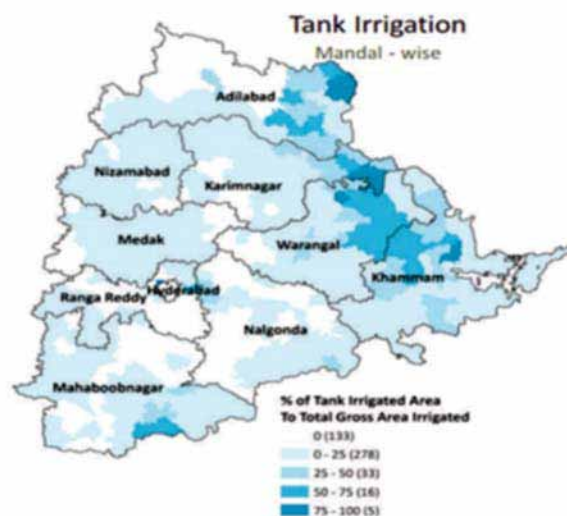 Tank Irrigation
Mandal - wise
Adilabad
Nizamabad
Karimnagar
Medak
Warangal
Khammam
Ranga Reddy
Hyderabad
Nalgonda
Mahaboobnagar
% of Tank Irrigated Area
To Total Gross Area Irrigated
0 (133)
0 - 25 (278)
25 - 50 (33)
50 - 75 (16)
75 - 100 (5)